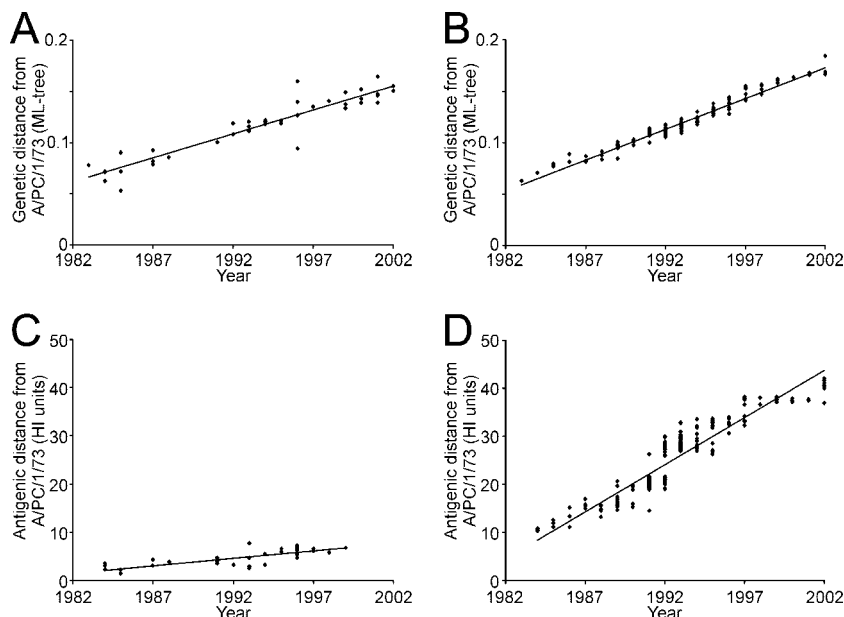 A
Genetic distance from
A/PC/1/73 (ML-tree)
0.2
0.1
0
1982 1987 1992 1997 2002
Year
B
Genetic distance from
A/PC/1/73 (ML-tree)
0.2
0.1
0
1982 1987 1992 1997 2002
Year
C
Antigenic distance from
A/PC/1/73 (HI units)
50
40
30
20
10
0
1982 1987 1992 1997 2002
Year
D
Antigenic distance from
A/PC/1/73 (HI units)
50
40
30
20
10
0
1982 1987 1992 1997 2002
Year